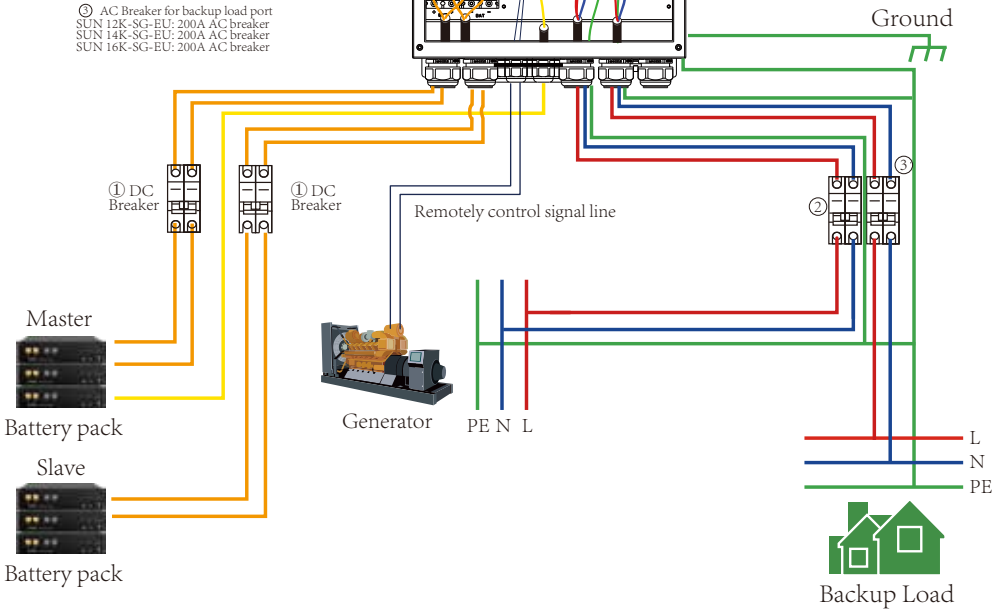 ③ AC Breaker for backup load port
SUN 12K-SG-EU: 200A AC breaker
SUN 14K-SG-EU: 200A AC breaker
SUN 16K-SG-EU: 200A AC breaker
BAT
Ground
① DC
Breaker
① DC
Breaker
Remotely control signal line
②
③
Master
Battery pack
Generator
PE N L
L
N
PE
Slave
Battery pack
Backup Load